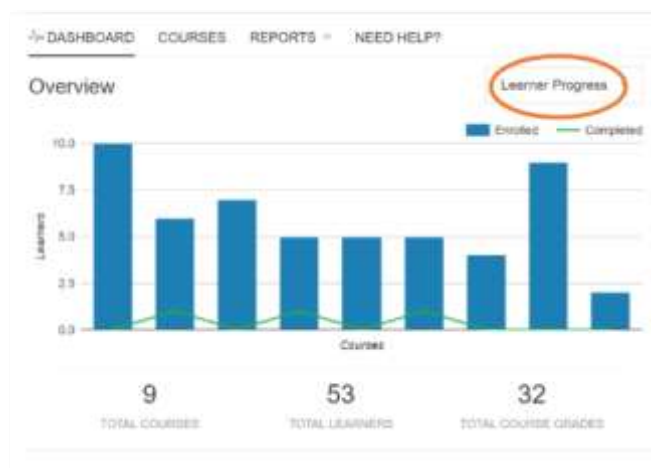 DASHBOARD COURSES REPORTS NEED HELP?
Overview
Learner Progress
Enrolled Completed
10.0
7.5
5.0
2.5
0.0
Learners
Courses
9 53 32
TOTAL COURSES TOTAL LEARNERS TOTAL COURSE GRADES